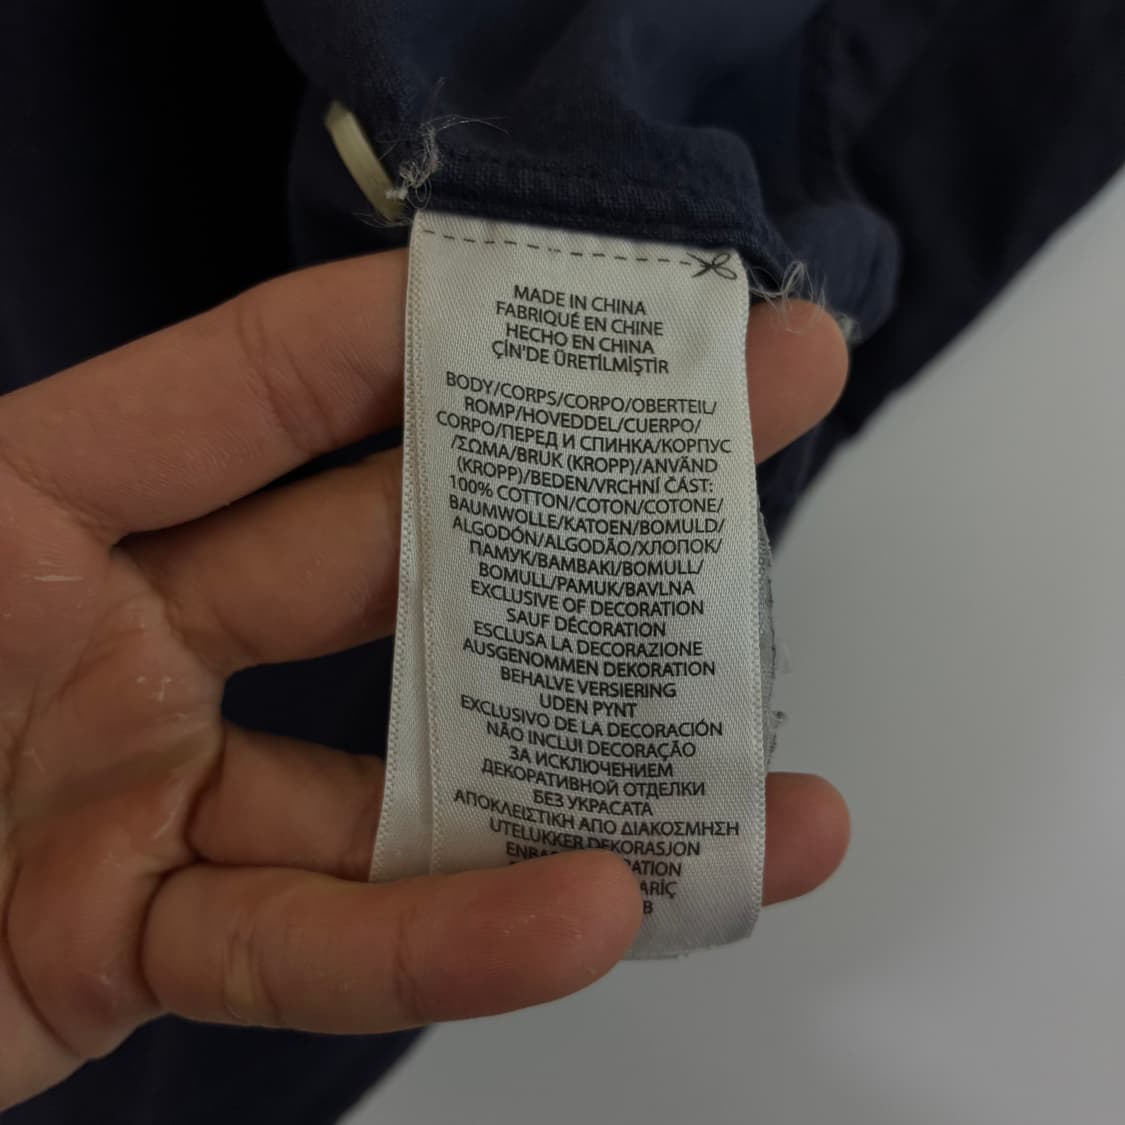 MADE IN CHINA
FABRIQUÉ EN CHINE
HECHO EN CHINA
ÇİN'DE ÜRETİLMİŞTİR
BODY/CORPS/CORPO/OBERTEIL/
ROMP/HOVEDDEL/CUERPO/
CORPO/ПЕРЕД И СПИНКА/КОРПУС
/ΣΩΜΑ/BRUK (KROPP)/ANVÄND
(KROPP)/BEDEN/VRCHNÍ ČÁST:
100% COTTON/COTON/COTONE/
BAUMWOLLE/KATOEN/BOMULD/
ALGODÓN/ALGODÃO/ХЛОПОК/
ПАМУК/BAMBAKI/BOMULL/
BOMULL/PAMUK/BAVLNA
EXCLUSIVE OF DECORATION
SAUF DÉCORATION
ESCLUSA LA DECORAZIONE
AUSGENOMMEN DEKORATION
BEHALVE VERSIERING
UDEN PYNT
EXCLUSIVO DE LA DECORACIÓN
NÃO INCLUI DECORAÇÃO
ЗА ИСКЛЮЧЕНИЕМ
ДЕКОРАТИВНОЙ ОТДЕЛКИ
БЕЗ УКРАСАТА
ΑΠΟΚΛΕΙΣΤΙΚΗ ΑΠΟ ΔΙΑΚΟΣΜΗΣΗ
UTELUKKER DEKORASJON